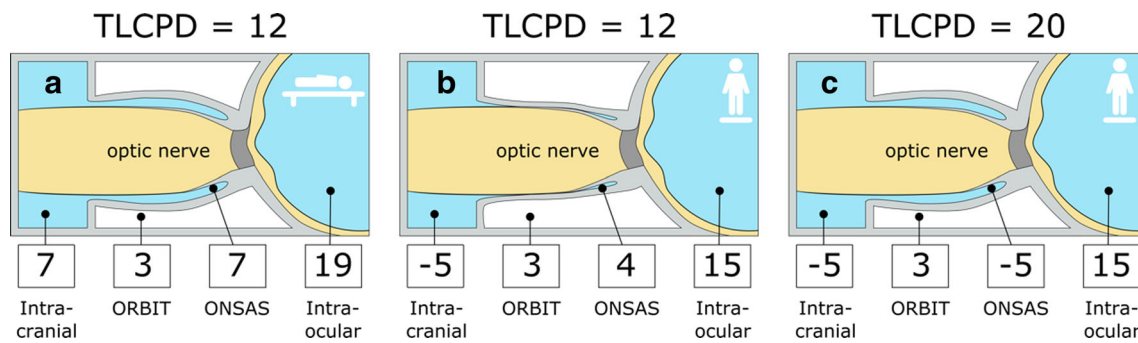 TLCPD = 12
a
optic nerve
7
3
7
19
Intra-
cranial
ORBIT
ONSAS
Intra-
ocular
TLCPD = 12
b
optic nerve
-5
3
4
15
Intra-
cranial
ORBIT
ONSAS
Intra-
ocular
TLCPD = 20
c
optic nerve
-5
3
-5
15
Intra-
cranial
ORBIT
ONSAS
Intra-
ocular